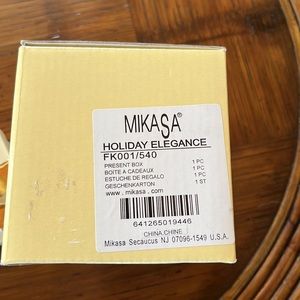 MIKASA®
HOLIDAY ELEGANCE
FK001/540
PRESENT BOX 1 PC
BOITE A CADEAUX 1 PC
ESTUCHE DE REGALO 1 PC
GESCHENKARTON 1 ST
www.mikasa.com
641265019446
CHINA,CHINE
Mikasa Secaucus NJ 07096-1549 U.S.A.